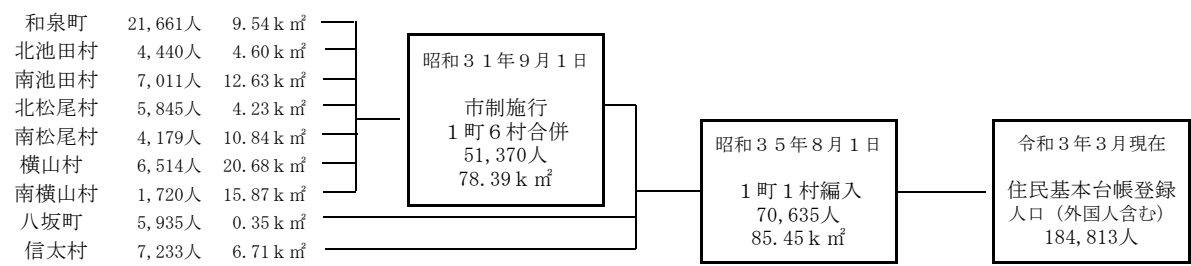 和泉町 21,661人 9.54k㎡
北池田村 4,440人 4.60k㎡
南池田村 7,011人 12.63k㎡
北松尾村 5,845人 4.23k㎡
南松尾村 4,179人 10.84k㎡
横山村 6,514人 20.68k㎡
南横山村 1,720人 15.87k㎡
八坂町 5,935人 0.35k㎡
信太村 7,233人 6.71k㎡
昭和31年9月1日
市制施行
1町6村合併
51,370人
78.39k㎡
昭和35年8月1日
1町1村編入
70,635人
85.45k㎡
令和3年3月現在
住民基本台帳登録
人口(外国人含む)
184,813人